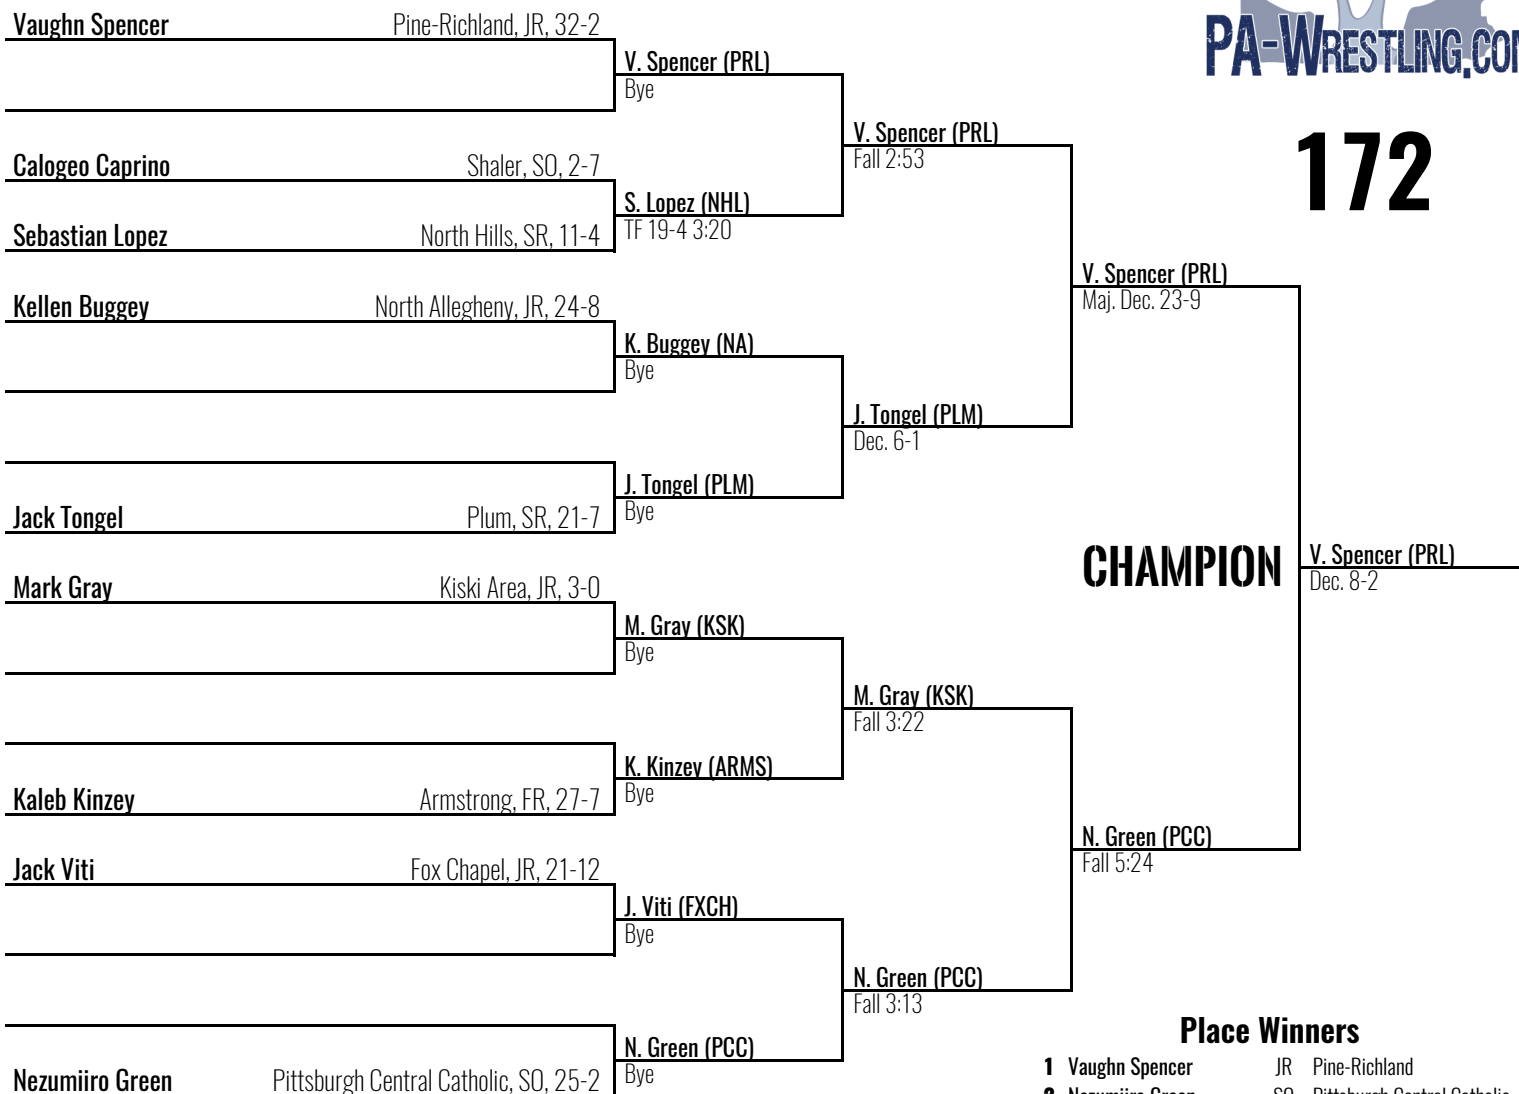 Vaughn Spencer Pine-Richland, JR, 32-2
V. Spencer (PRL)
Bye
Calogeo Caprino Shaler, SO, 2-7
S. Lopez (NHL)
TF 19-4 3:20
Sebastian Lopez North Hills, SR, 11-4
V. Spencer (PRL)
Fall 2:53
Kellen Buggey North Allegheny, JR, 24-8
K. Buggey (NA)
Bye
J. Tongel (PLM)
Bye
Jack Tongel Plum, SR, 21-7
J. Tongel (PLM)
Dec. 6-1
V. Spencer (PRL)
Maj. Dec. 23-9
Mark Gray Kiski Area, JR, 3-0
M. Gray (KSK)
Bye
K. Kinzey (ARMS)
Bye
Kaleb Kinzey Armstrong, FR, 27-7
M. Gray (KSK)
Fall 3:22
Jack Viti Fox Chapel, JR, 21-12
J. Viti (FXCH)
Bye
N. Green (PCC)
Bye
Nezumiiro Green Pittsburgh Central Catholic, SO, 25-2
N. Green (PCC)
Fall 3:13
N. Green (PCC)
Fall 5:24
CHAMPION
V. Spencer (PRL)
Dec. 8-2
PA-WRESTLING.COM
172
Place Winners
1 Vaughn Spencer JR Pine-Richland
2 Nezumiiro Green SO Pittsburgh Central Catholic